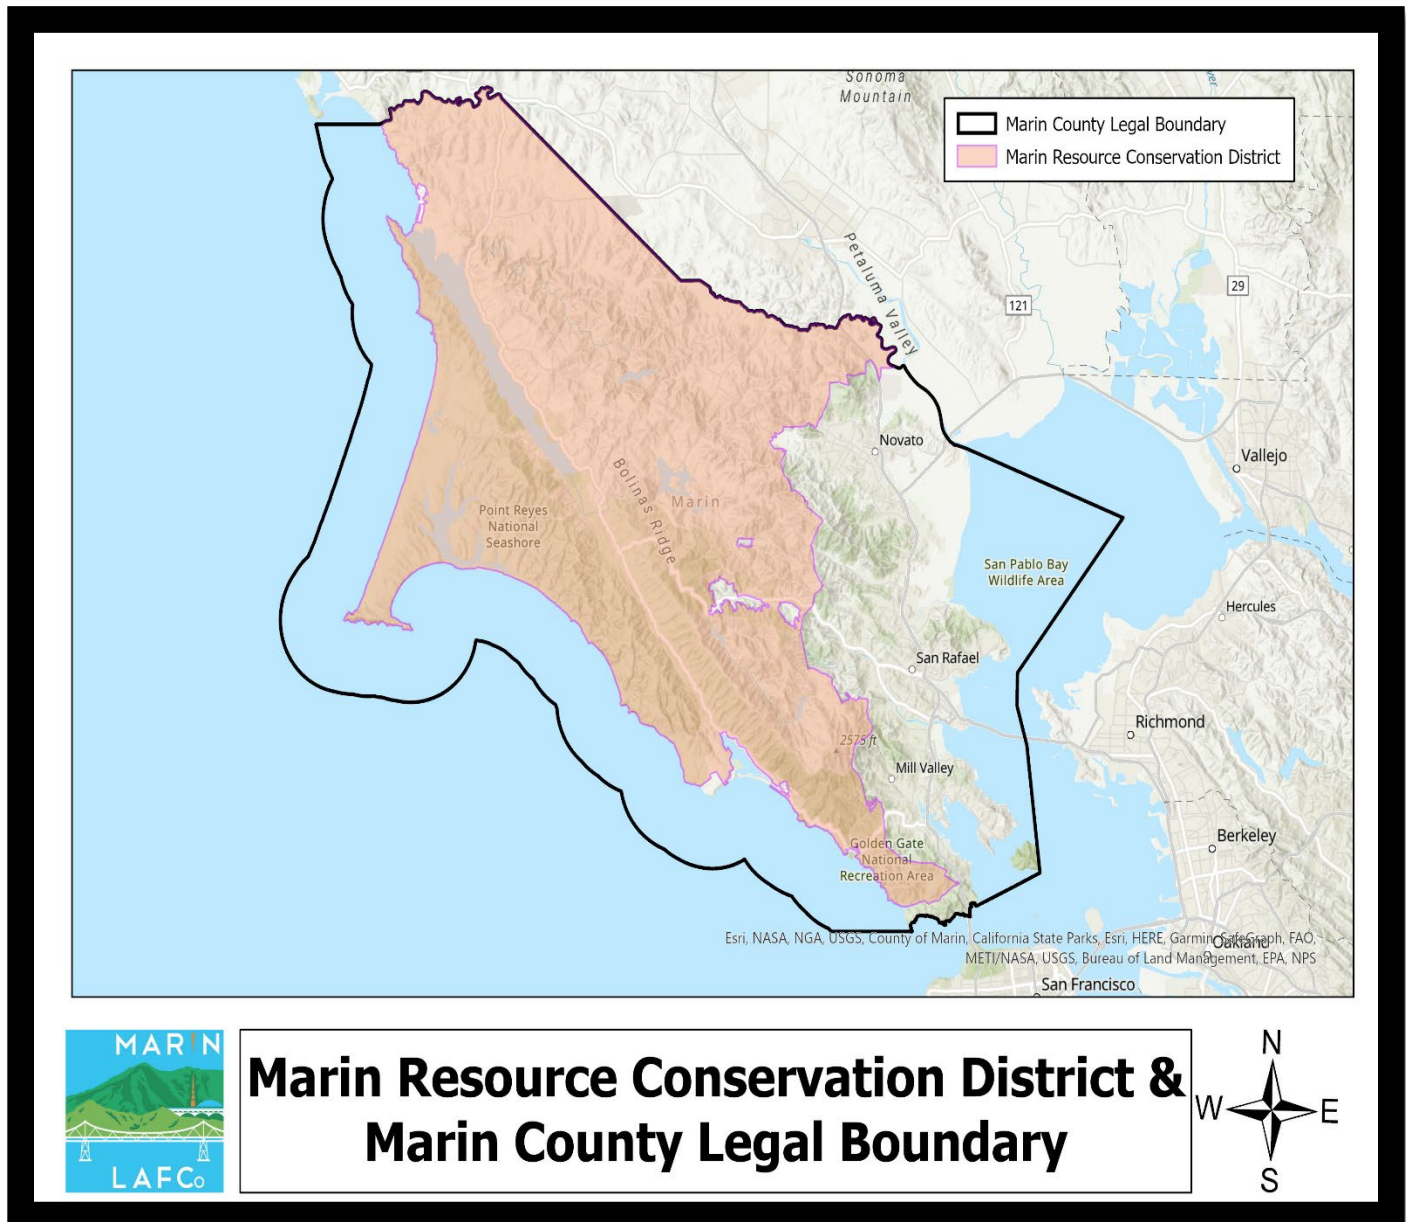 Sonoma
Mountain
Marin County Legal Boundary
Marin Resource Conservation District
Petaluma Valley
121
29
Novato
Vallejo
Bolinas Ridge
Marin
Point Reyes
National
Seashore
San Pablo Bay
Wildlife Area
Hercules
San Rafael
Richmond
2576 ft
Mill Valley
Berkeley
Golden Gate
National
Recreation Area
Esri, NASA, NGA, USGS, County of Marin, California State Parks, Esri, HERE, Garmin, SafeGraph, FAO,
METI/NASA, USGS, Bureau of Land Management, EPA, NPS
Oakland
San Francisco
MARIN
LAFCo
Marin Resource Conservation District &
Marin County Legal Boundary
N
W E
S